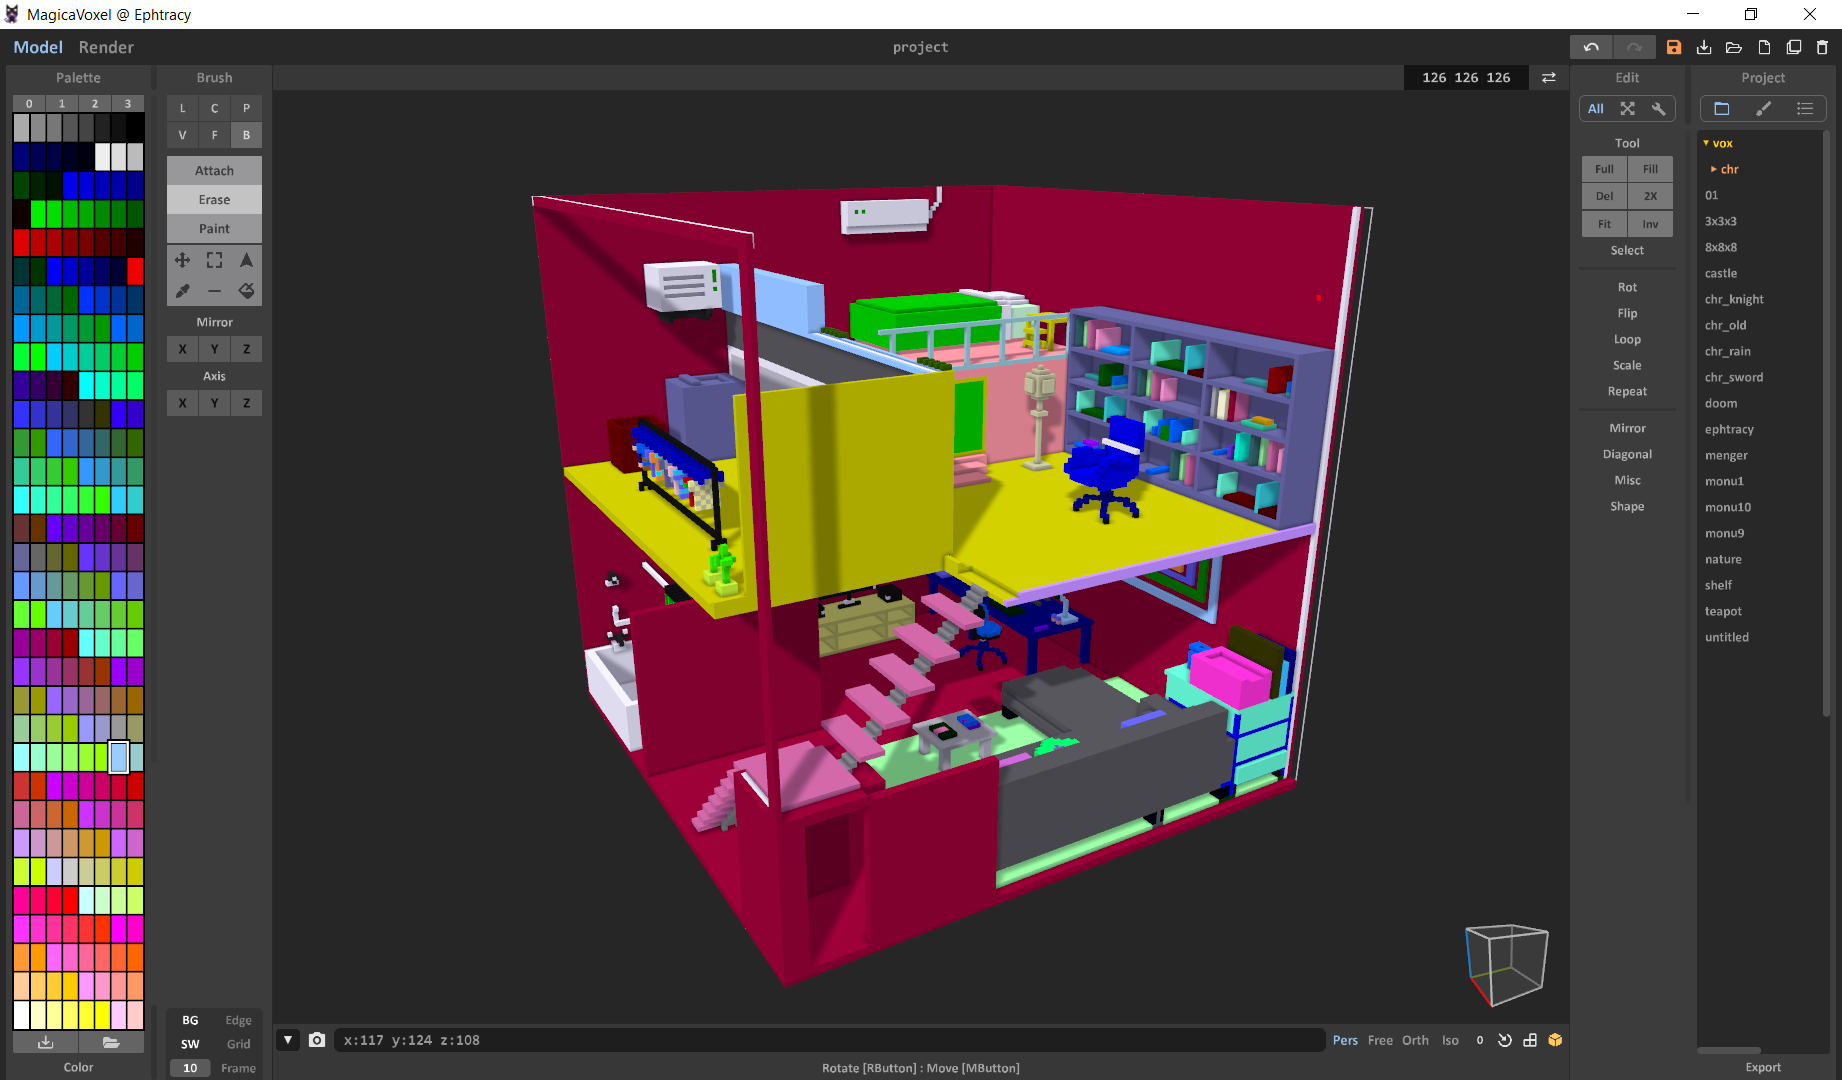 MagicaVoxel @ Ephtracy
Model Render
project
126 126 126
Palette
0 1 2 3
Color
Brush
L C P
V F B
Attach
Erase
Paint
Mirror
X Y Z
Axis
X Y Z
BG Edge
SW Grid
10 Frame
x:117 y:124 z:108
Pers Free Orth Iso 0
Rotate [RButton] : Move [MButton]
Edit
All
Tool
Full Fill
Del 2X
Fit Inv
Select
Rot
Flip
Loop
Scale
Repeat
Mirror
Diagonal
Misc
Shape
Project
vox
chr
01
3x3x3
8x8x8
castle
chr_knight
chr_old
chr_rain
chr_sword
doom
ephtracy
menger
monu1
monu10
monu9
nature
shelf
teapot
untitled
Export